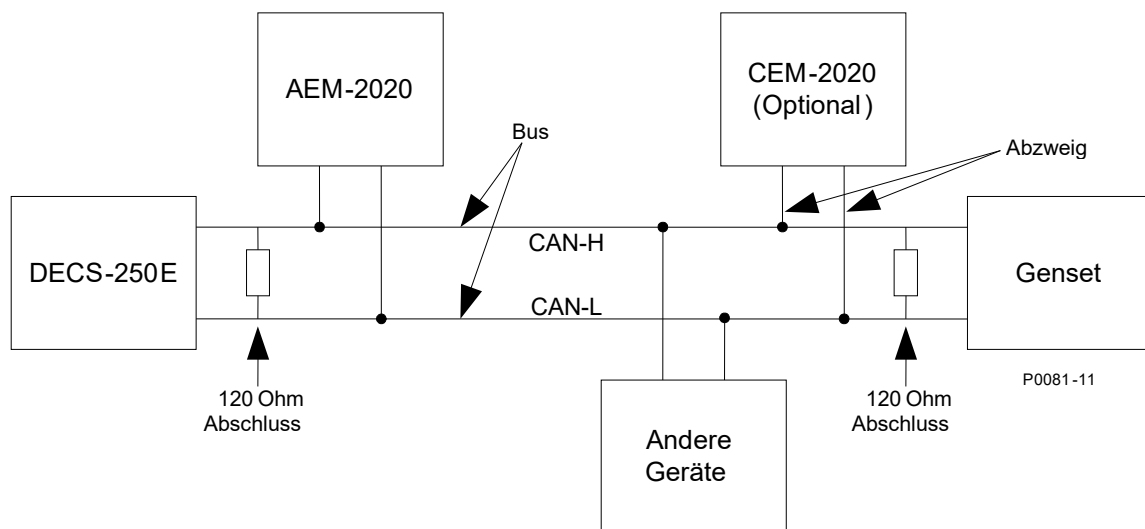 AEM-2020
CEM-2020
(Optional)
Bus
Abzweig
DECS-250E
CAN-H
CAN-L
Genset
P0081-11
120 Ohm
Abschluss
120 Ohm
Abschluss
Andere
Geräte